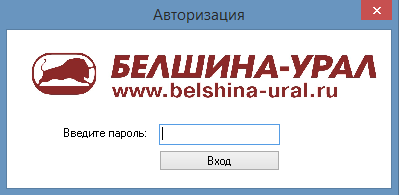 Авторизация
БЕЛШИНА-УРАЛ
www.belshina-ural.ru
Введите пароль:
Вход